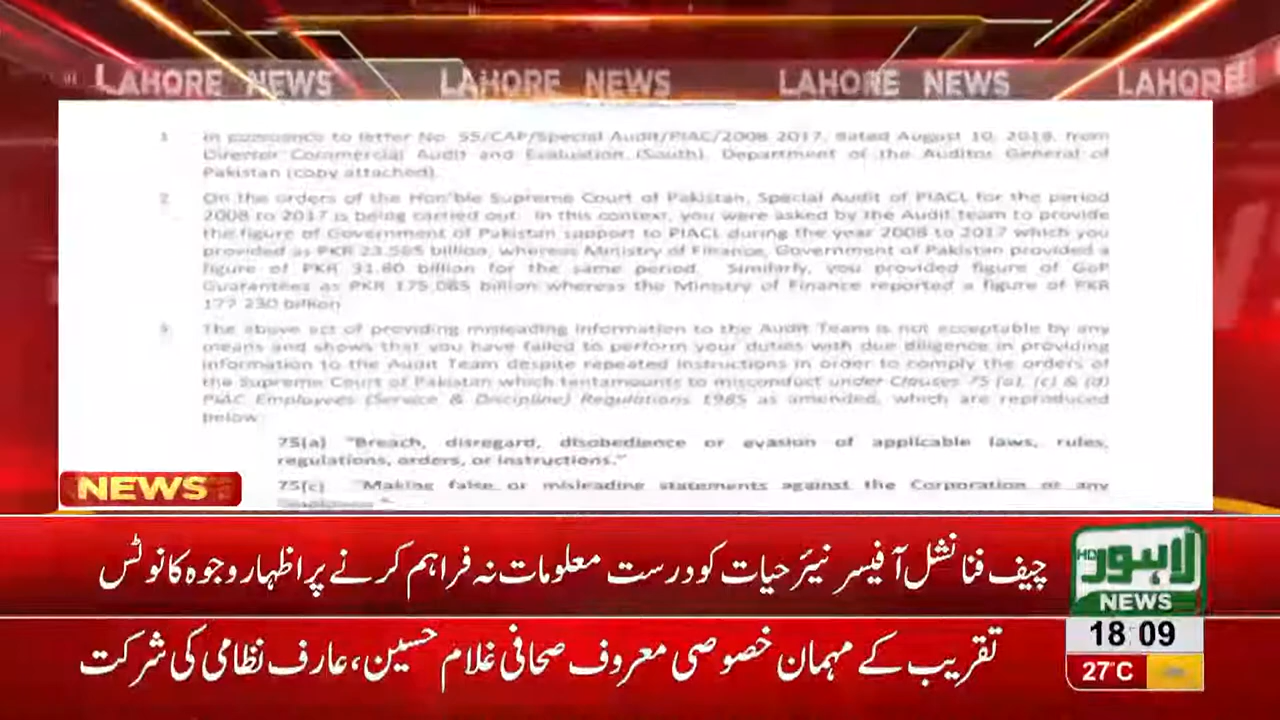 LAHORE NEWS LAHORE NEWS LAHORE NEWS LAHORE
1 In pursuance to letter No. 55/CAP/Special Audit/PIAC/2008 2017, dated August 10, 2018, from
Director Commercial Audit and Evaluation (South), Department of the Auditor General of
Pakistan (copy attached).
2 On the orders of the Hon'ble Supreme Court of Pakistan, Special Audit of PIACL for the period
2008 to 2017 is being carried out. In this context, you were asked by the Audit team to provide
the figure of Government of Pakistan support to PIACL during the year 2008 to 2017 which you
provided as PKR 23.585 billion, whereas Ministry of Finance, Government of Pakistan provided a
figure of PKR 31.80 billion for the same period. Similarly, you provided figure of GoP
Guarantees as PKR 175.085 billion whereas the Ministry of Finance reported a figure of PKR
177 230 billion
3 The above act of providing misleading information to the Audit Team is not acceptable by any
means and shows that you have failed to perform your duties with due diligence in providing
information to the Audit Team despite repeated instructions in order to comply the orders of
the Supreme Court of Pakistan which tentamounts to misconduct under Clauses 75 (a), (c) & (d)
PIAC Employees (Service & Discipline) Regulations 1985 as amended, which are reproduced
below
75(a) "Breach, disregard, disobedience or evasion of applicable laws, rules,
regulations, orders, or instructions."
75(c) "Making false or misleading statements against the Corporation or any
NEWS
چیف فنانشل آفیسر نیئر حیات کو درست معلومات نہ فراہم کرنے پر اظہار وجوہ کا نوٹس
تقریب کے مہمان خصوصی معروف صحافی غلام حسین، عارف نظامی کی شرکت
HD لاہور
NEWS
18:09
27°C